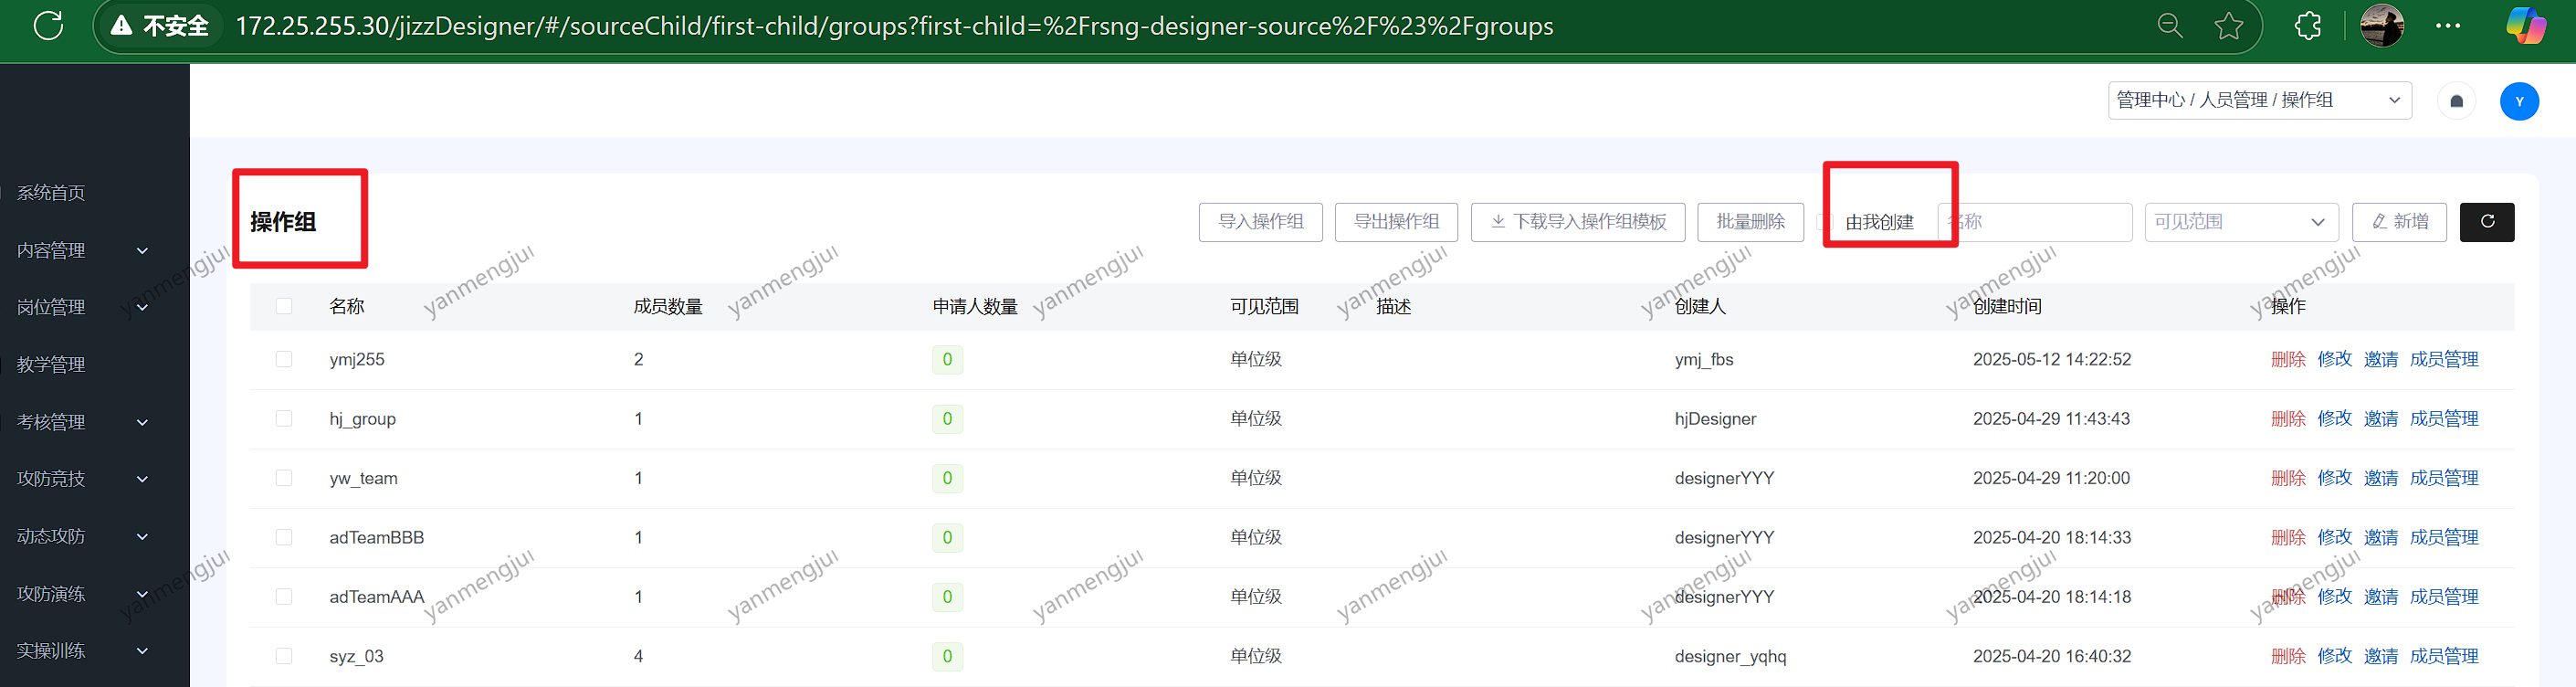 不安全 172.25.255.30/jizzDesigner/#/sourceChild/first-child/groups?first-child=%2Frsng-designer-source%2F%23%2Fgroups
管理中心 / 人员管理 / 操作组 Y
系统首页
内容管理
岗位管理
教学管理
考核管理
攻防竞技
动态攻防
攻防演练
实操训练
操作组 导入操作组 导出操作组 下载导入操作组模板 批量删除 由我创建 名称 可见范围 新增
名称 成员数量 申请人数量 可见范围 描述 创建人 创建时间 操作
ymj255 2 0 单位级 ymj_fbs 2025-05-12 14:22:52 删除 修改 邀请 成员管理
hj_group 1 0 单位级 hjDesigner 2025-04-29 11:43:43 删除 修改 邀请 成员管理
yw_team 1 0 单位级 designerYYY 2025-04-29 11:20:00 删除 修改 邀请 成员管理
adTeamBBB 1 0 单位级 designerYYY 2025-04-20 18:14:33 删除 修改 邀请 成员管理
adTeamAAA 1 0 单位级 designerYYY 2025-04-20 18:14:18 删除 修改 邀请 成员管理
syz_03 4 0 单位级 designer_yqhq 2025-04-20 16:40:32 删除 修改 邀请 成员管理